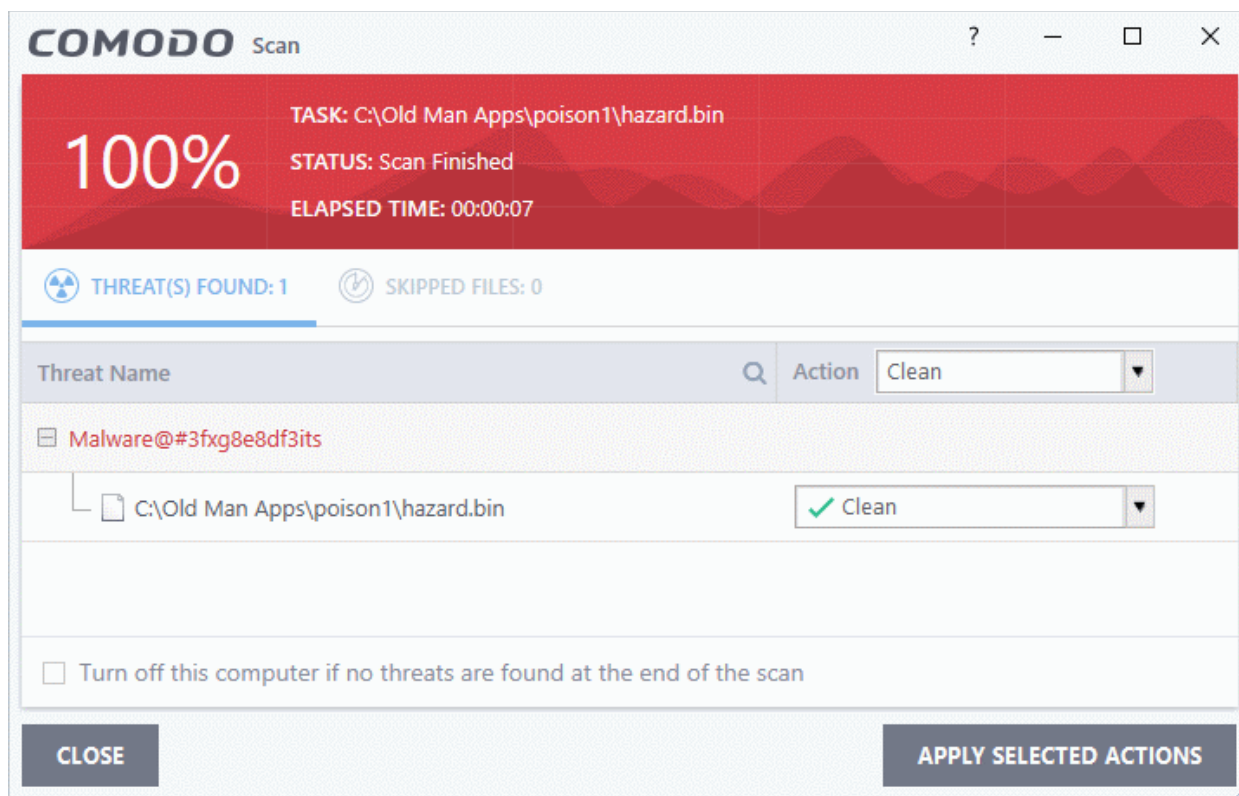 COMODO Scan
?
100%
TASK: C:\Old Man Apps\poison1\hazard.bin
STATUS: Scan Finished
ELAPSED TIME: 00:00:07
THREAT(S) FOUND: 1 SKIPPED FILES: 0
Threat Name Action Clean
Malware@#3fxg8e8df3its
C:\Old Man Apps\poison1\hazard.bin Clean
Turn off this computer if no threats are found at the end of the scan
CLOSE APPLY SELECTED ACTIONS